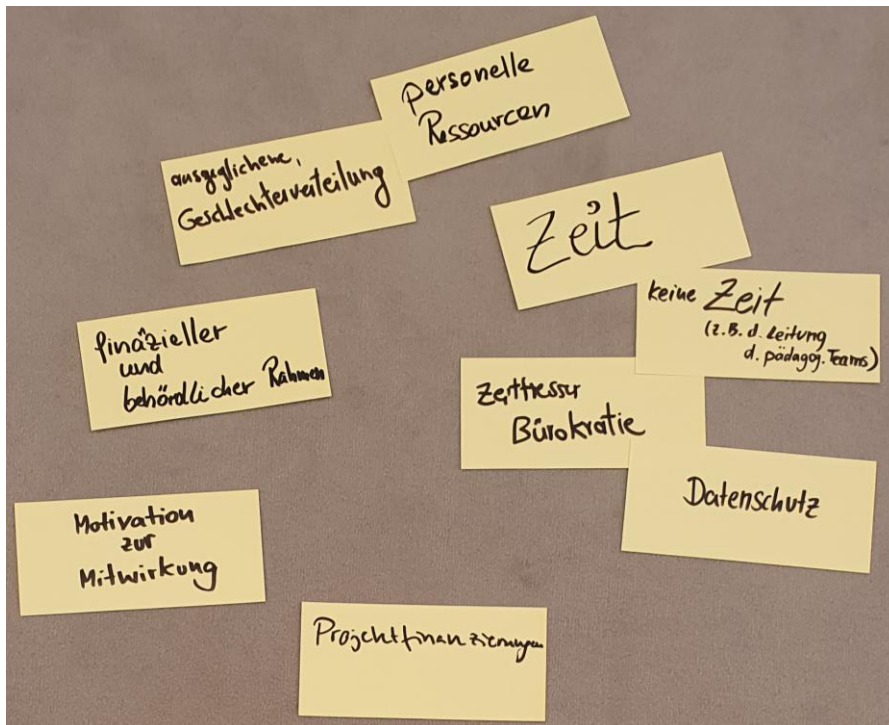 personelle
Ressourcen
ausgeglichene,
Geschlechterverteilung
Zeit
keine Zeit
(z.B. d. Leitung
d. pädagog. Teams)
finazieller
und
behördlicher Rahmen
Zeitfresser
Bürokratie
Datenschutz
Motivation
zur
Mitwirkung
Projektfinanzierungen